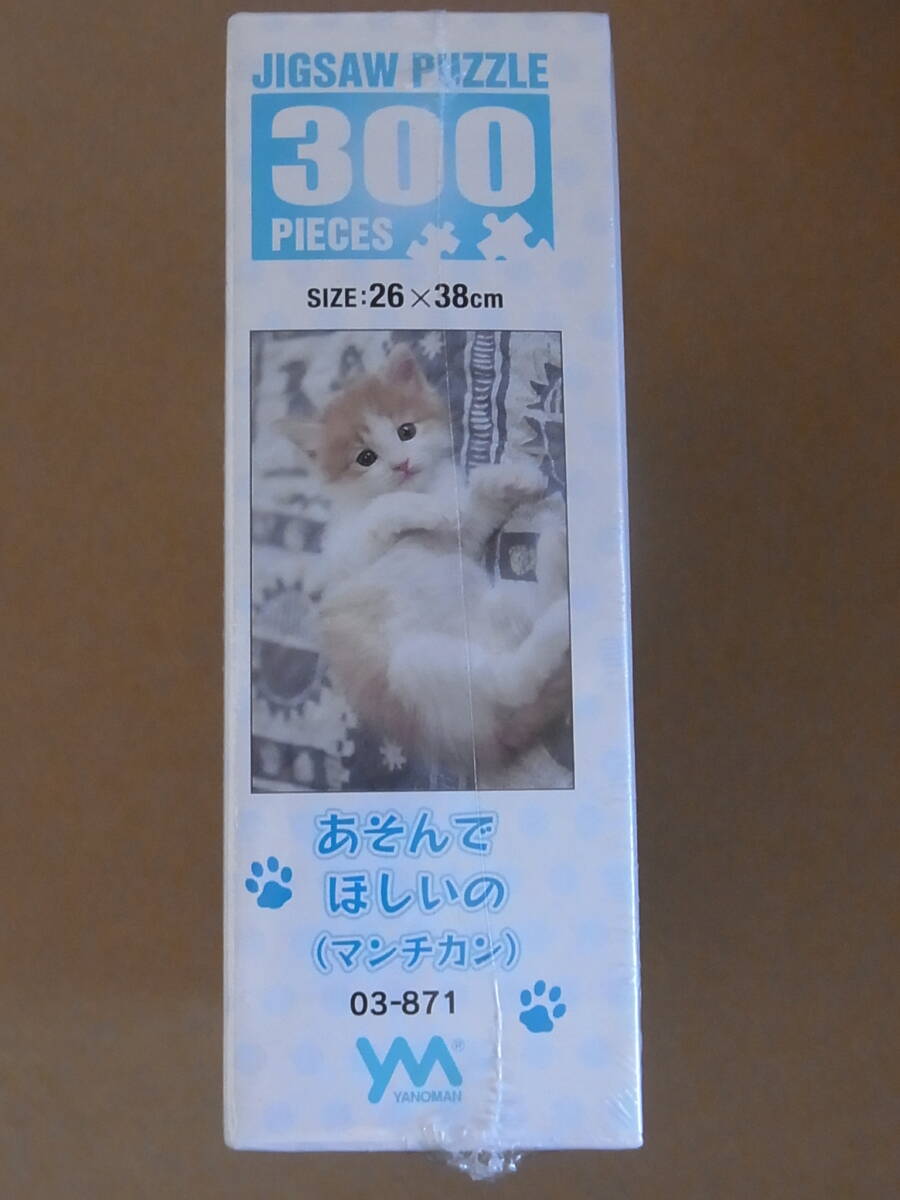 JIGSAW PUZZLE
300
PIECES
SIZE:26×38cm
あそんで
ほしいの
(マンチカン)
03-871
YM®
YANOMAN